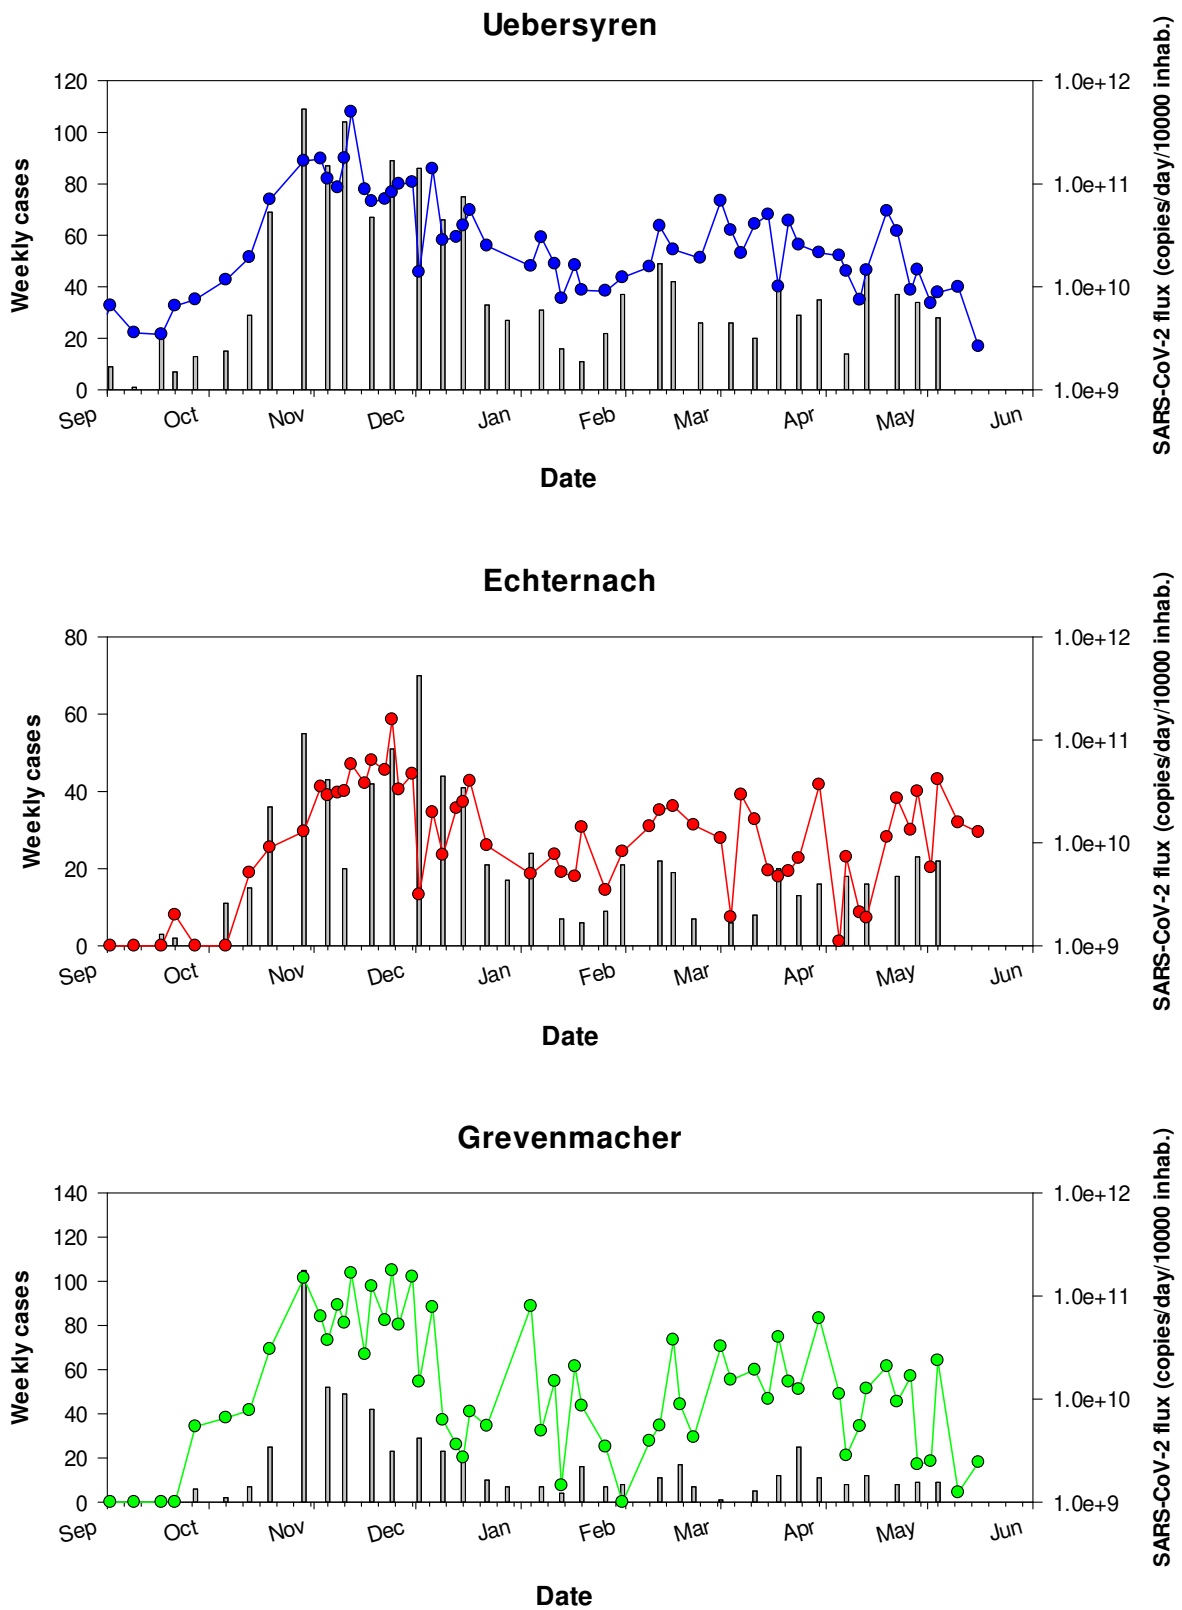 Uebersyren
120
100
80
60
40
20
0
Weekly cases
1.0e+12
1.0e+11
1.0e+10
1.0e+9
SARS-CoV-2 flux (copies/day/10000 inhab.)
Sep Oct Nov Dec Jan Feb Mar Apr May Jun
Date
Echternach
80
60
40
20
0
Weekly cases
1.0e+12
1.0e+11
1.0e+10
1.0e+9
SARS-CoV-2 flux (copies/day/10000 inhab.)
Sep Oct Nov Dec Jan Feb Mar Apr May Jun
Date
Grevenmacher
140
120
100
80
60
40
20
0
Weekly cases
1.0e+12
1.0e+11
1.0e+10
1.0e+9
SARS-CoV-2 flux (copies/day/10000 inhab.)
Sep Oct Nov Dec Jan Feb Mar Apr May Jun
Date